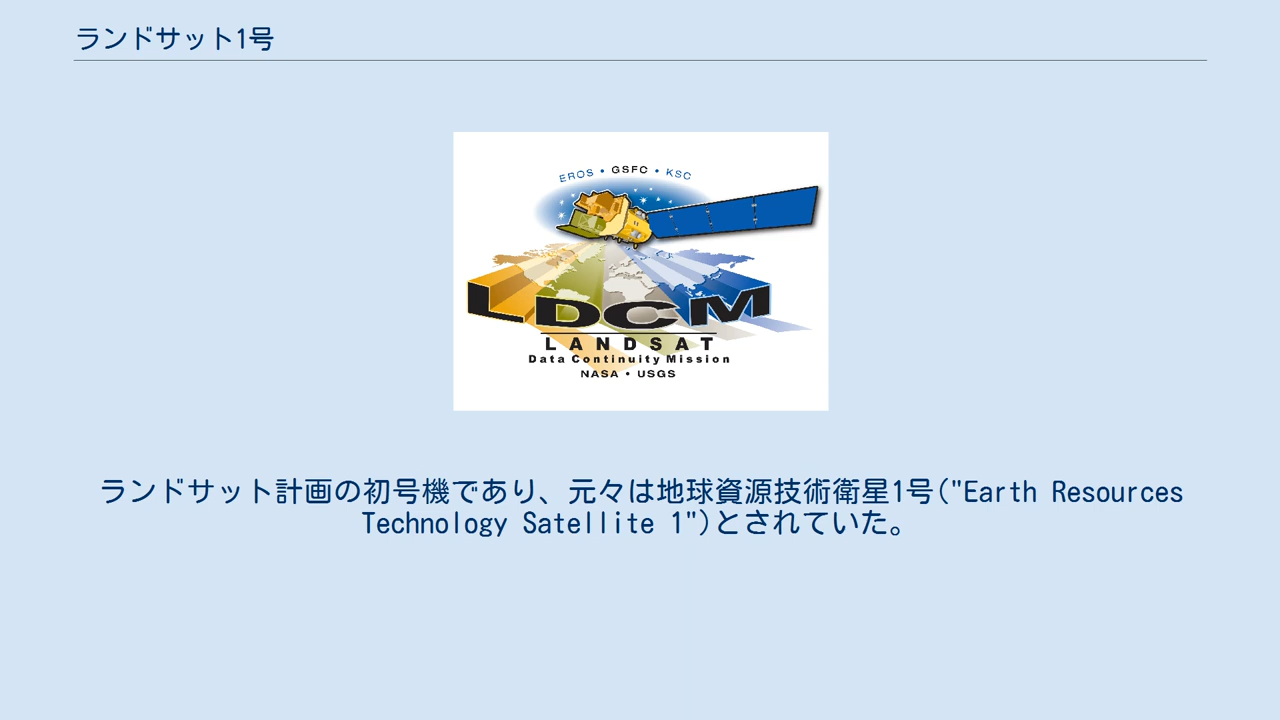 ランドサット1号
EROS • GSFC • KSC
LDCM
LANDSAT
Data Continuity Mission
NASA • USGS
ランドサット計画の初号機であり、元々は地球資源技術衛星1号("Earth Resources
Technology Satellite 1")とされていた。